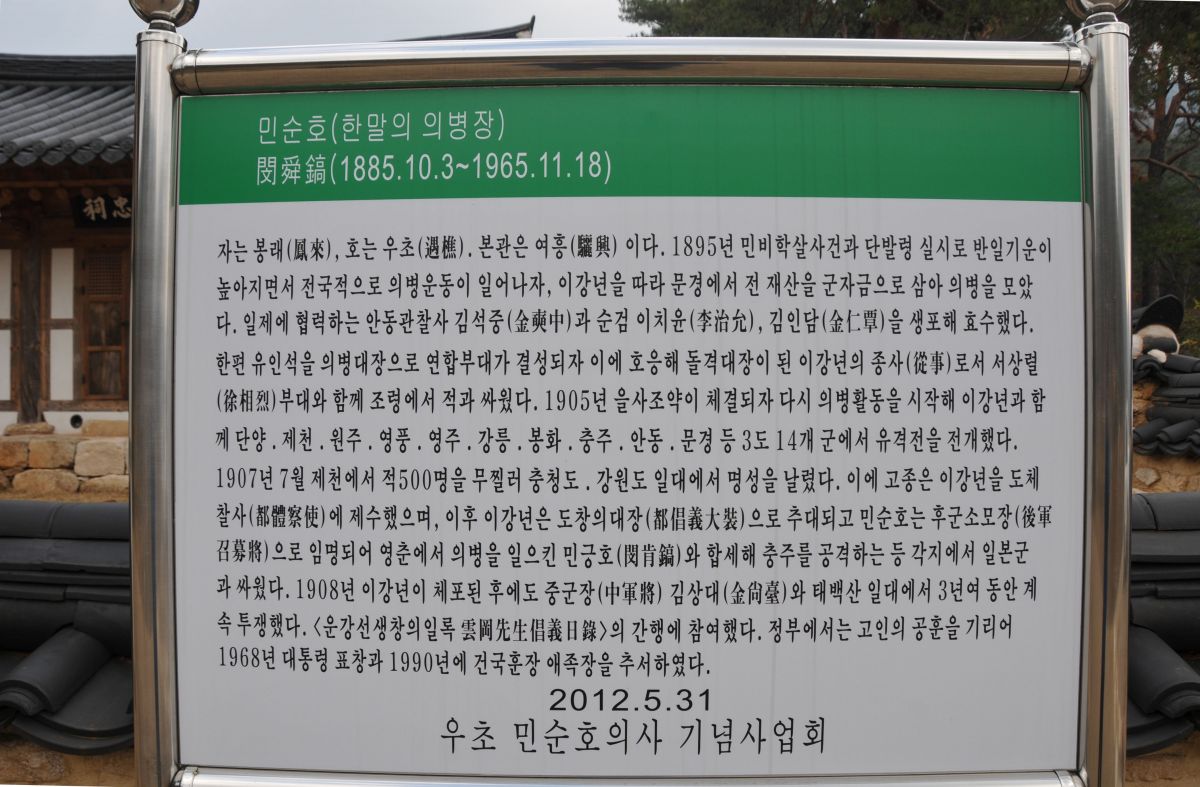 민순호(한말의 의병장)
閔舜鎬(1885.10.3~1965.11.18)
忠祠
자는 봉래(鳳來), 호는 우초(遇樵). 본관은 여흥(驪興) 이다. 1895년 민비학살사건과 단발령 실시로 반일기운이
높아지면서 전국적으로 의병운동이 일어나자, 이강년을 따라 문경에서 전 재산을 군자금으로 삼아 의병을 모았
다. 일제에 협력하는 안동관찰사 김석중(金奭中)과 순검 이치윤(李治允), 김인담(金仁覃)을 생포해 효수했다.
한편 유인석을 의병대장으로 연합부대가 결성되자 이에 호응해 돌격대장이 된 이강년의 종사(從事)로서 서상렬
(徐相烈)부대와 함께 조령에서 적과 싸웠다. 1905년 을사조약이 체결되자 다시 의병활동을 시작해 이강년과 함
께 단양 . 제천 . 원주 . 영풍 . 영주 . 강릉 . 봉화 . 충주 . 안동 . 문경 등 3도 14개 군에서 유격전을 전개했다.
1907년 7월 제천에서 적500명을 무찔러 충청도 . 강원도 일대에서 명성을 날렸다. 이에 고종은 이강년을 도체
찰사(都體察使)에 제수했으며, 이후 이강년은 도창의대장(都倡義大裝)으로 추대되고 민순호는 후군소모장(後軍
召募將)으로 임명되어 영춘에서 의병을 일으킨 민긍호(閔肯鎬)와 합세해 충주를 공격하는 등 각지에서 일본군
과 싸웠다. 1908년 이강년이 체포된 후에도 중군장(中軍將) 김상대(金尙臺)와 태백산 일대에서 3년여 동안 계
속 투쟁했다. 〈운강선생창의일록 雲岡先生倡義日錄〉의 간행에 참여했다. 정부에서는 고인의 공훈을 기리어
1968년 대통령 표창과 1990년에 건국훈장 애족장을 추서하였다.
2012.5.31
우초 민순호의사 기념사업회